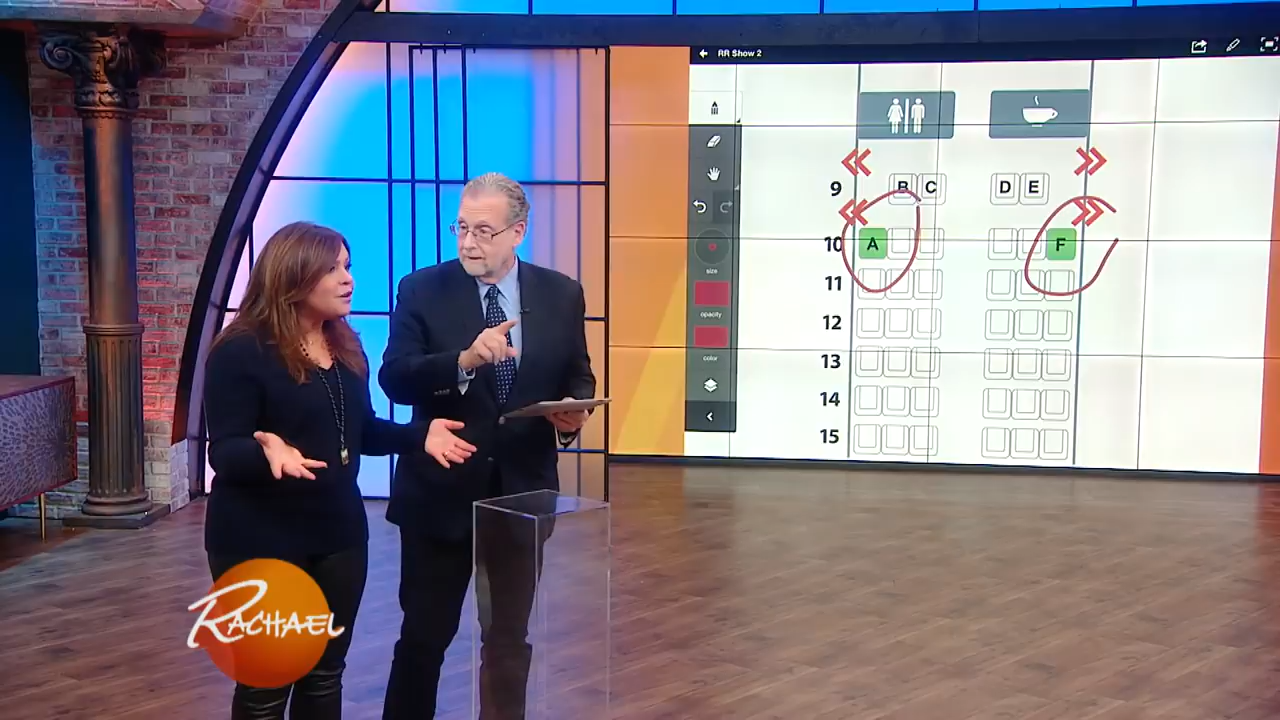 RR Show 2
9 B C D E
10 A F
11
12
13
14
15
size
opacity
color
RACHAEL